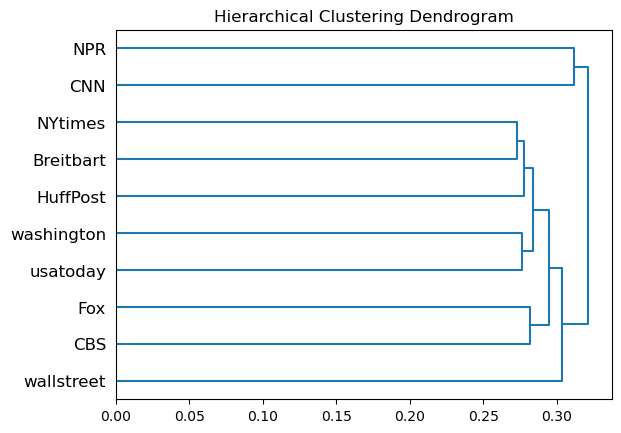 Hierarchical Clustering Dendrogram
NPR
CNN
NYtimes
Breitbart
HuffPost
washington
usatoday
Fox
CBS
wallstreet
0.00 0.05 0.10 0.15 0.20 0.25 0.30